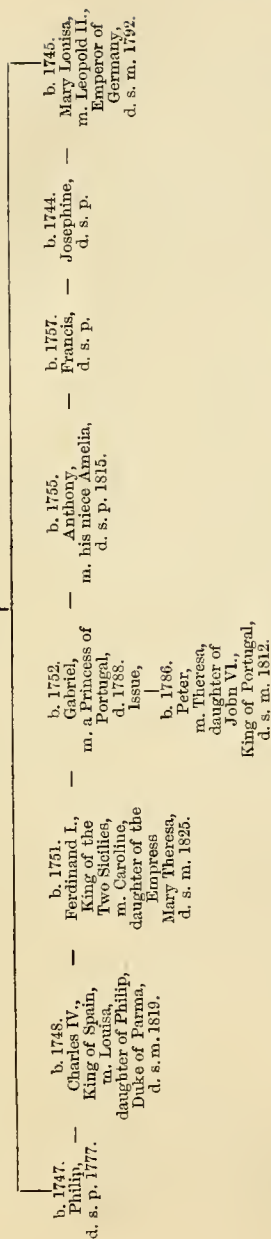 b. 1747.
Philip, —
d. s. p. 1777.
b. 1748.
Charles IV., —
King of Spain,
m. Louisa,
daughter of Philip,
Duke of Parma,
d. s. m. 1819.
b. 1751.
Ferdinand I., —
King of the
Two Sicilies,
m. Caroline,
daughter of the
Empress
Mary Theresa,
d. s. m. 1825.
b. 1752.
Gabriel, —
m. a Princess of
Portugal,
d. 1788.
Issue,
b. 1786.
Peter,
m. Theresa,
daughter of
John VI.,
King of Portugal,
d. s. m. 1812.
b. 1755.
Anthony, —
m. his niece Amelia,
d. s. p. 1815.
b. 1757.
Francis, —
d. s. p.
b. 1744.
Josephine, —
d. s. p.
b. 1745.
Mary Louisa,
m. Leopold II.,
Emperor of
Germany,
d. s. m. 1792.